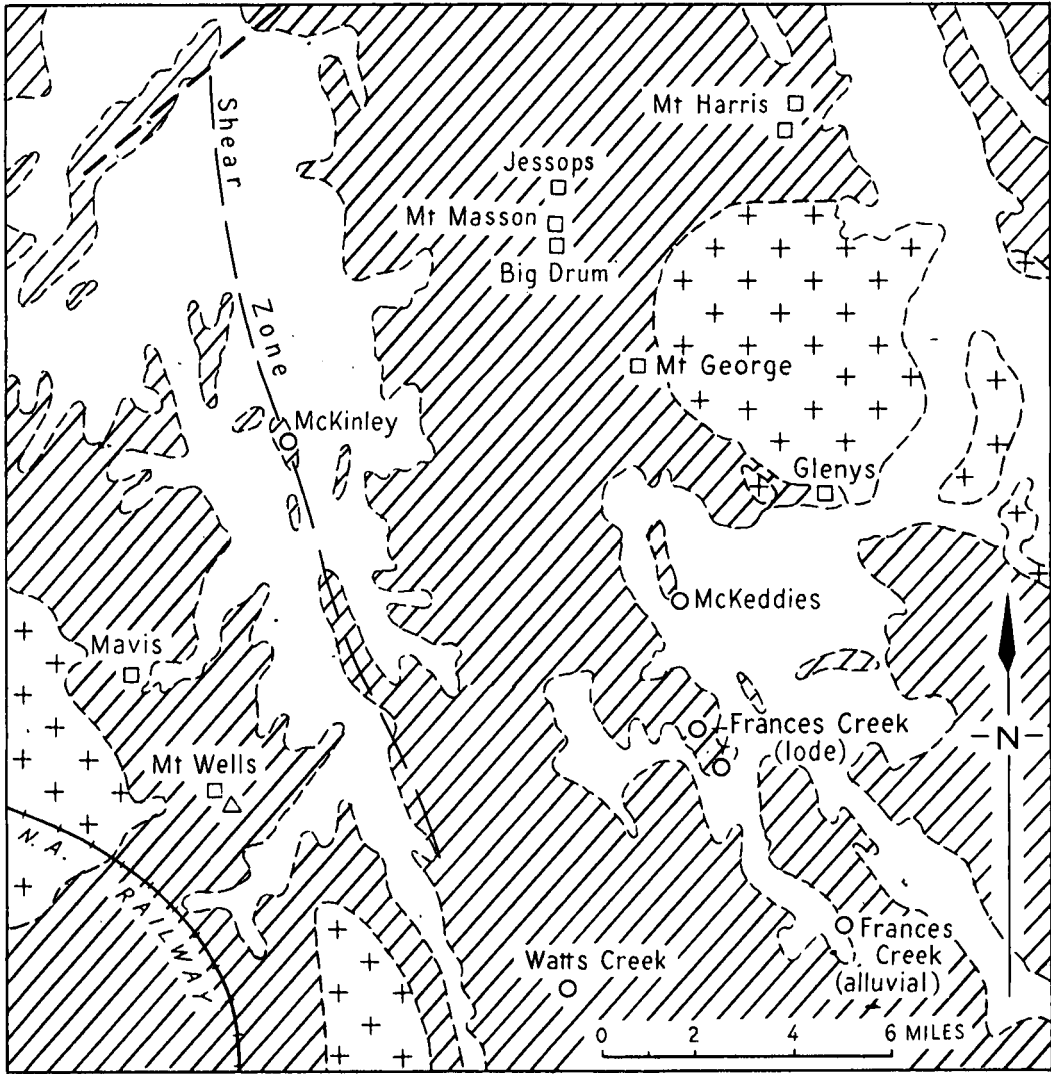 Mt Harris
Jessops
Mt Masson
Big Drum
Shear Zone
Mt George
McKinley
Glenys
McKeddies
Mavis
Frances Creek
(lode)
N
Mt Wells
N.A. RAILWAY
Frances
Creek
(alluvial)
Watts Creek
0 2 4 6 MILES